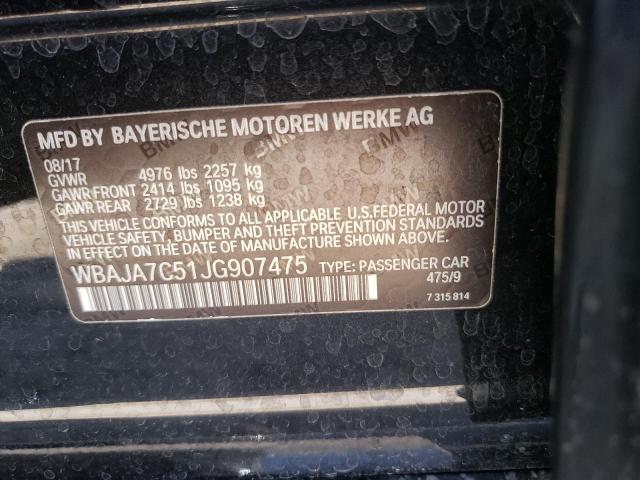 MFD BY BAYERISCHE MOTOREN WERKE AG
08/17
GVWR 4976 lbs 2257 kg
GAWR FRONT 2414 lbs 1095 kg
GAWR REAR 2729 lbs 1238 kg
THIS VEHICLE CONFORMS TO ALL APPLICABLE U.S.FEDERAL MOTOR
VEHICLE SAFETY, BUMPER AND THEFT PREVENTION STANDARDS
IN EFFECT ON THE DATE OF MANUFACTURE SHOWN ABOVE.
WBAJA7C51JG907475 TYPE: PASSENGER CAR
475/9
7 315 814